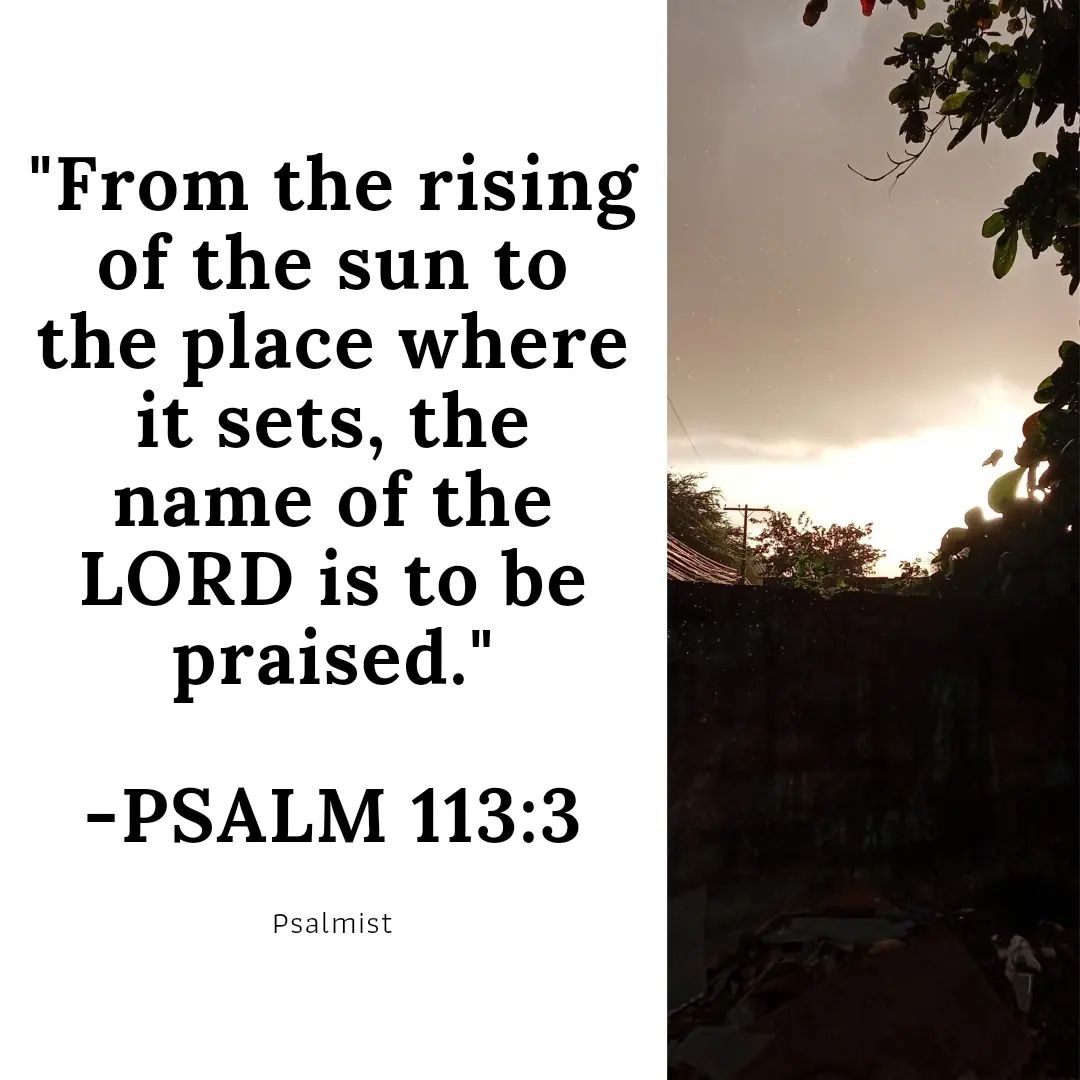 "From the rising
of the sun to
the place where
it sets, the
name of the
LORD is to be
praised."
-PSALM 113:3
Psalmist